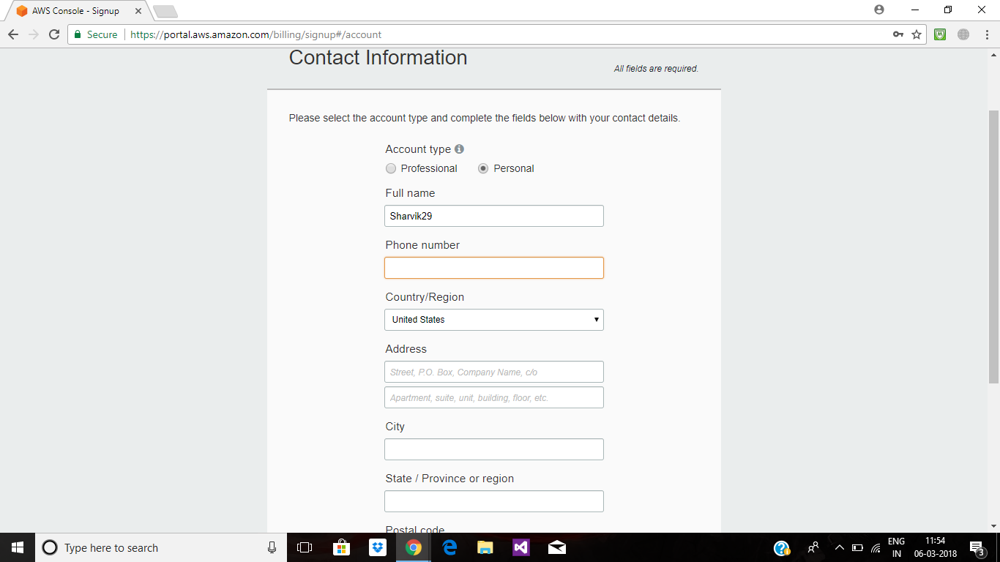 AWS Console - Signup
Secure
https://portal.aws.amazon.com/billing/signup#/account
Contact Information
All fields are required.
Please select the account type and complete the fields below with your contact details.
Account type
Professional
Personal
Full name
Sharvik29
Phone number
Country/Region
United States
Address
Street, P.O. Box, Company Name, c/o
Apartment, suite, unit, building, floor, etc.
City
State / Province or region
Postal code
Type here to search
ENG
IN
11:54
06-03-2018
3